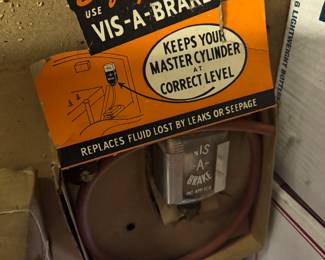 USE
VIS-A-BRAKE
KEEPS YOUR
MASTER CYLINDER
AT
CORRECT LEVEL
REPLACES FLUID LOST BY LEAKS OR SEEPAGE
VIS
-A-
BRAKE
LIGHTWEIGHT